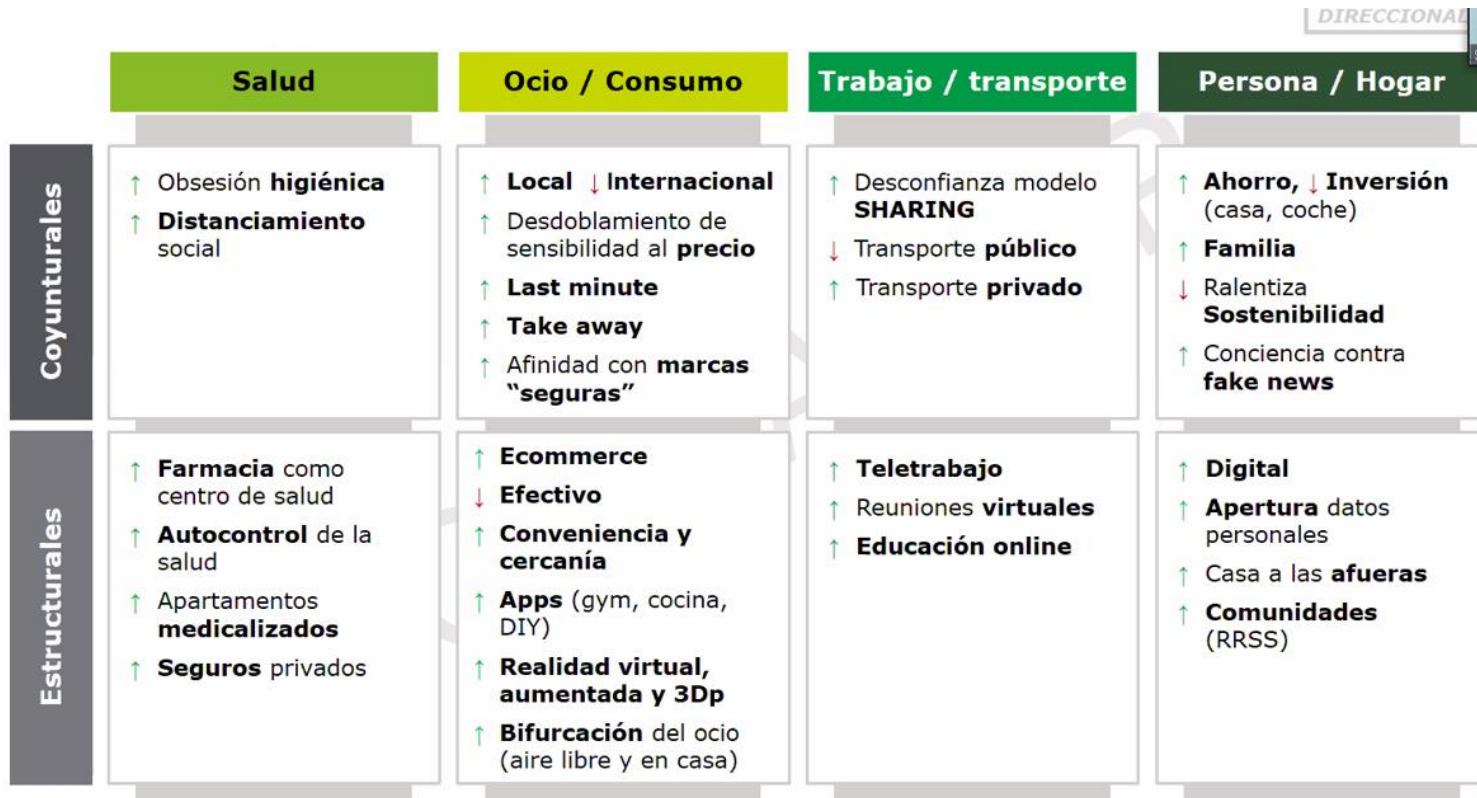 DIRECCIONAL
Salud
Ocio / Consumo
Trabajo / transporte
Persona / Hogar
Coyunturales
↑ Obsesión higiénica
↑ Distanciamiento
social
↑ Local ↓ Internacional
↑ Desdoblamiento de
sensibilidad al precio
↑ Last minute
↑ Take away
↑ Afinidad con marcas
“seguras”
↑ Desconfianza modelo
SHARING
↓ Transporte público
↑ Transporte privado
↑ Ahorro, ↓ Inversión
(casa, coche)
↑ Familia
↓ Ralentiza
Sostenibilidad
↑ Conciencia contra
fake news
Estructurales
↑ Farmacia como
centro de salud
↑ Autocontrol de la
salud
↑ Apartamentos
medicalizados
↑ Seguros privados
↑ Ecommerce
↓ Efectivo
↑ Conveniencia y
cercanía
↑ Apps (gym, cocina,
DIY)
↑ Realidad virtual,
aumentada y 3Dp
↑ Bifurcación del ocio
(aire libre y en casa)
↑ Teletrabajo
↑ Reuniones virtuales
↑ Educación online
↑ Digital
↑ Apertura datos
personales
↑ Casa a las afueras
↑ Comunidades
(RRSS)